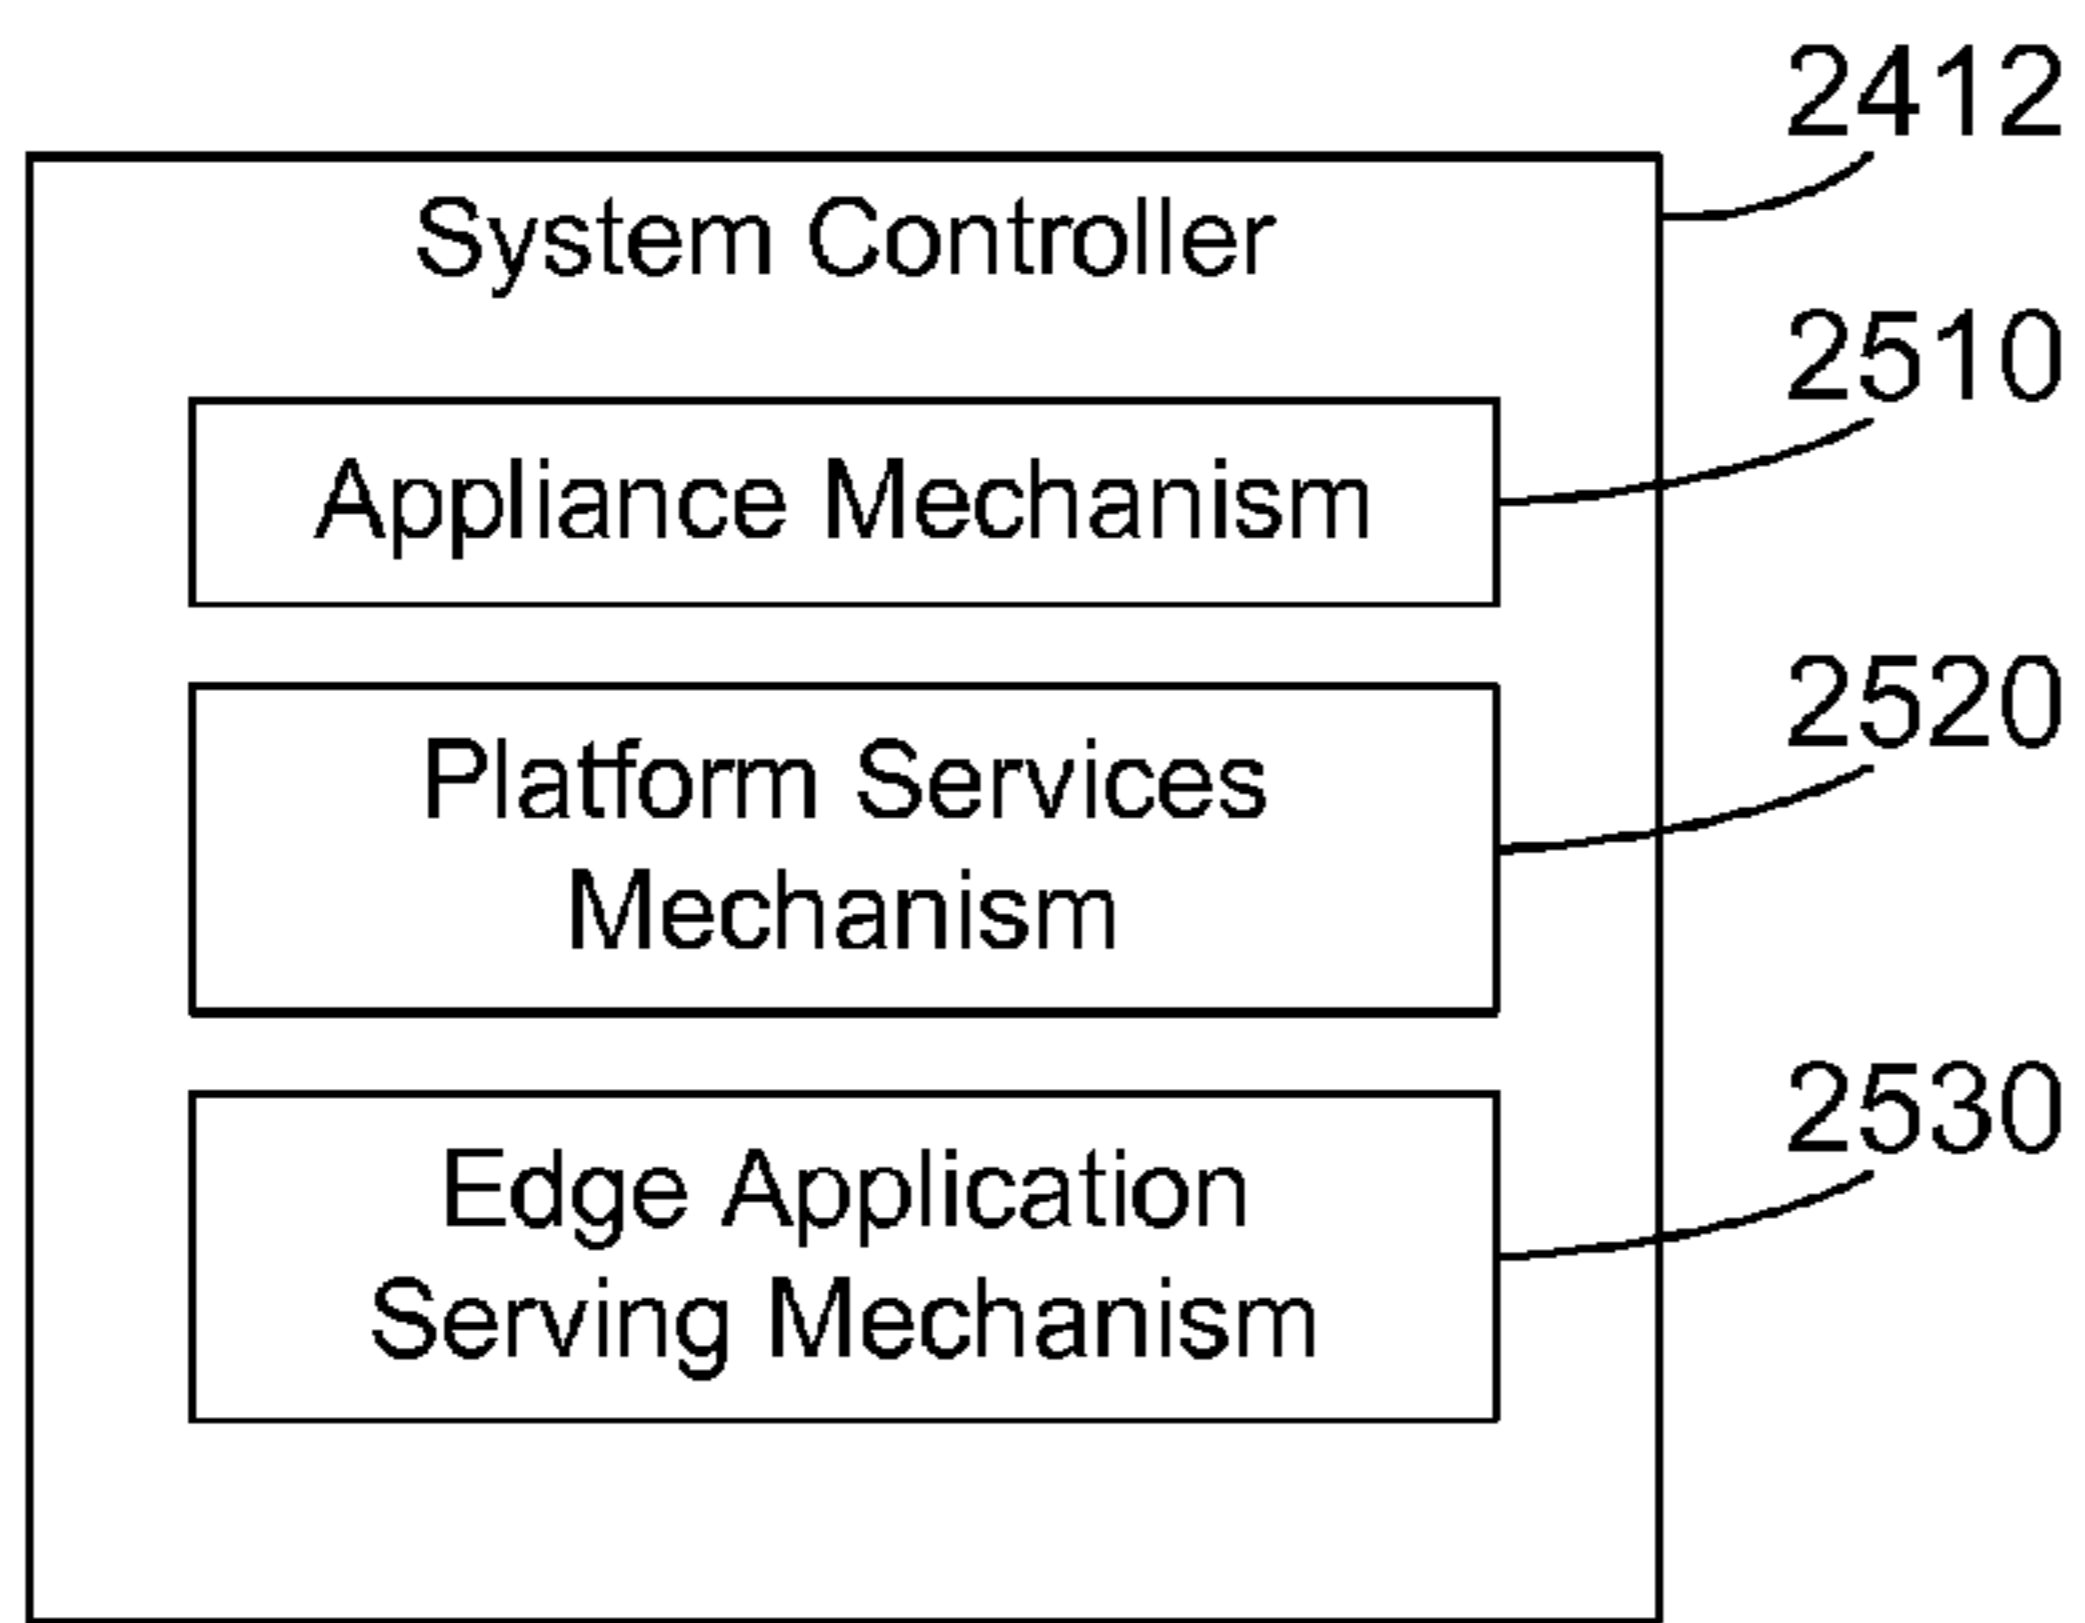 2412
System Controller
2510
Appliance Mechanism
2520
Platform Services
Mechanism
2530
Edge Application
Serving Mechanism